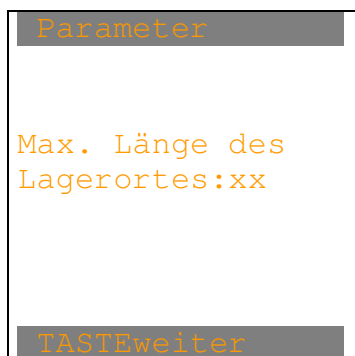 Parameter
Max. Länge des
Lagerortes:xx
TASTEweiter